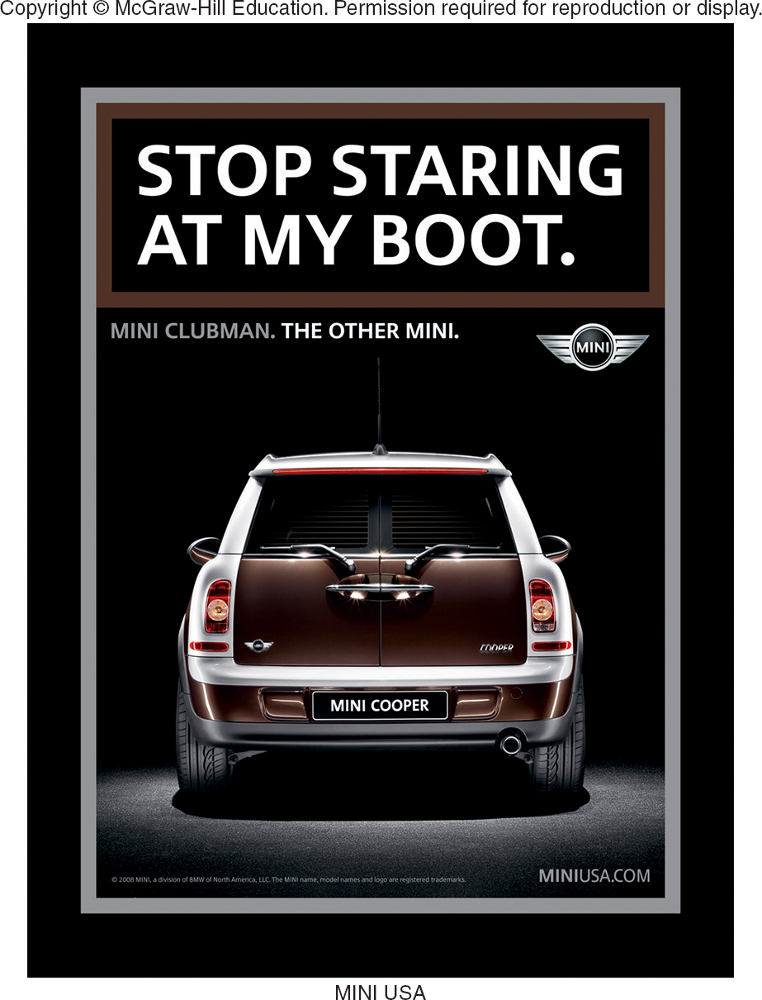 Copyright © McGraw-Hill Education. Permission required for reproduction or display.
STOP STARING
AT MY BOOT.
MINI CLUBMAN. THE OTHER MINI.
MINI
MINI
COOPER
MINI COOPER
© 2008 MINI, a division of BMW of North America, LLC. The MINI name, model names and logo are registered trademarks.
MINIUSA.COM
MINI USA